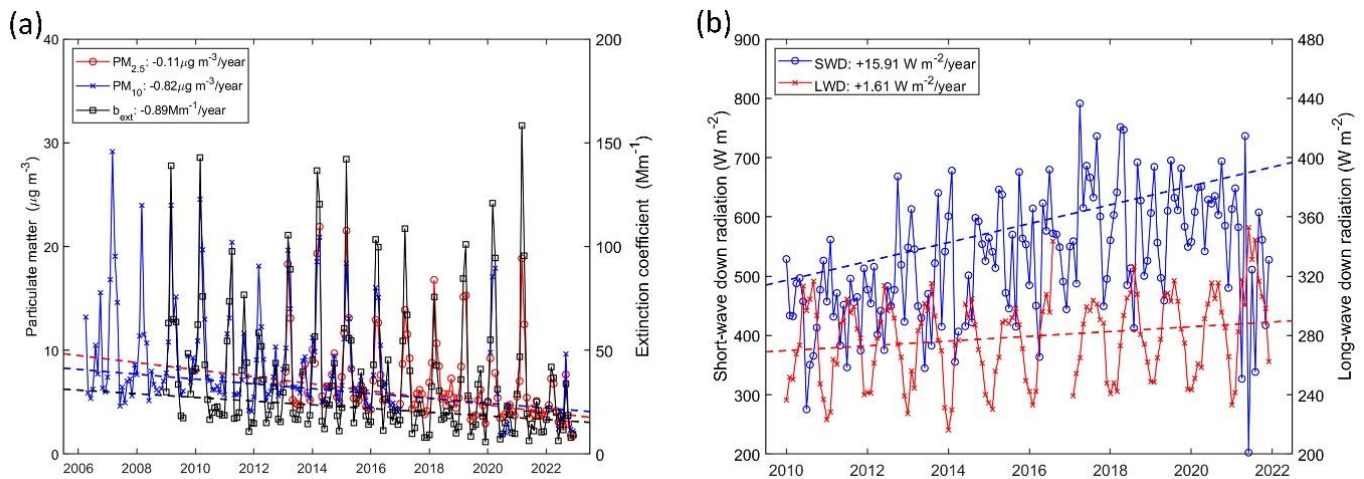 (a)
40
30
20
10
0
Particulate matter (μg m-3)
PM2.5: -0.11μg m-3/year
PM10: -0.82μg m-3/year
bext: -0.89Mm-1/year
200
150
100
50
0
Extinction coefficient (Mm-1)
2006 2008 2010 2012 2014 2016 2018 2020 2022
(b)
900
800
700
600
500
400
300
200
Short-wave down radiation (W m-2)
SWD: +15.91 W m-2/year
LWD: +1.61 W m-2/year
480
440
400
360
320
280
240
200
Long-wave down radiation (W m-2)
2010 2012 2014 2016 2018 2020 2022